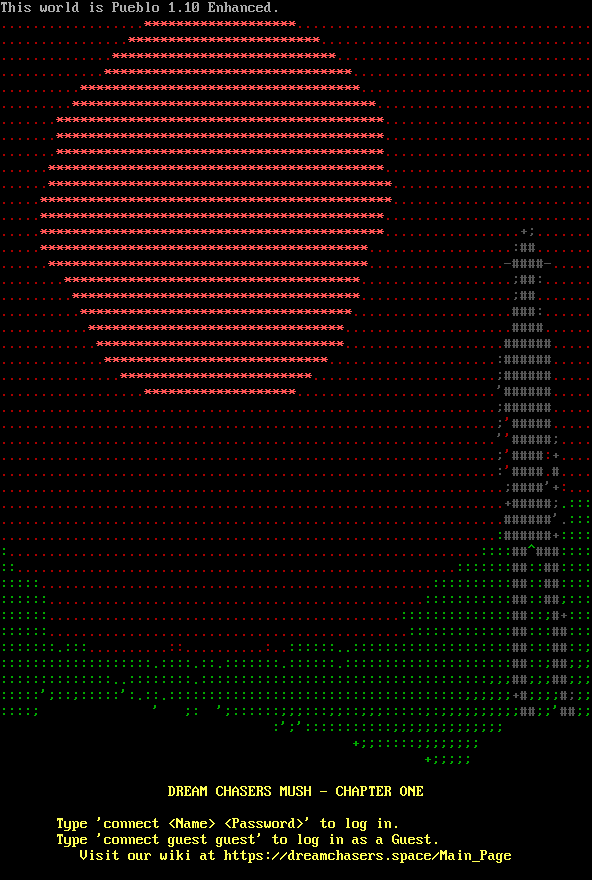 This world is Pueblo 1.10 Enhanced.
DREAM CHASERS MUSH - CHAPTER ONE
Type 'connect <Name> <Password>' to log in.
Type 'connect guest guest' to log in as a Guest.
Visit our wiki at https://dreamchasers.space/Main_Page